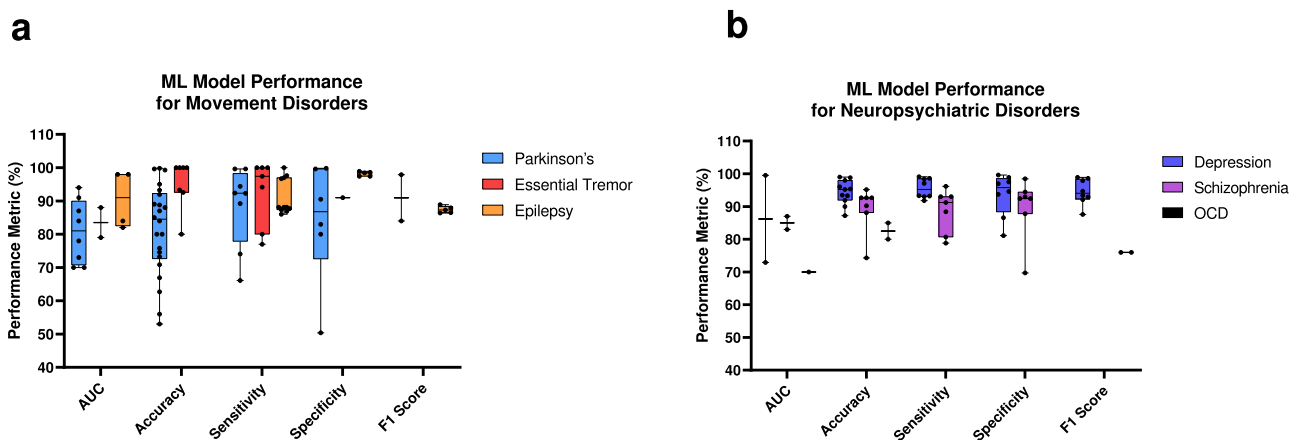 a
ML Model Performance
for Movement Disorders
Performance Metric (%)
110
100
90
80
70
60
50
40
AUC
Accuracy
Sensitivity
Specificity
F1 Score
Parkinson's
Essential Tremor
Epilepsy
b
ML Model Performance
for Neuropsychiatric Disorders
Performance Metric (%)
110
100
90
80
70
60
50
40
AUC
Accuracy
Sensitivity
Specificity
F1 Score
Depression
Schizophrenia
OCD